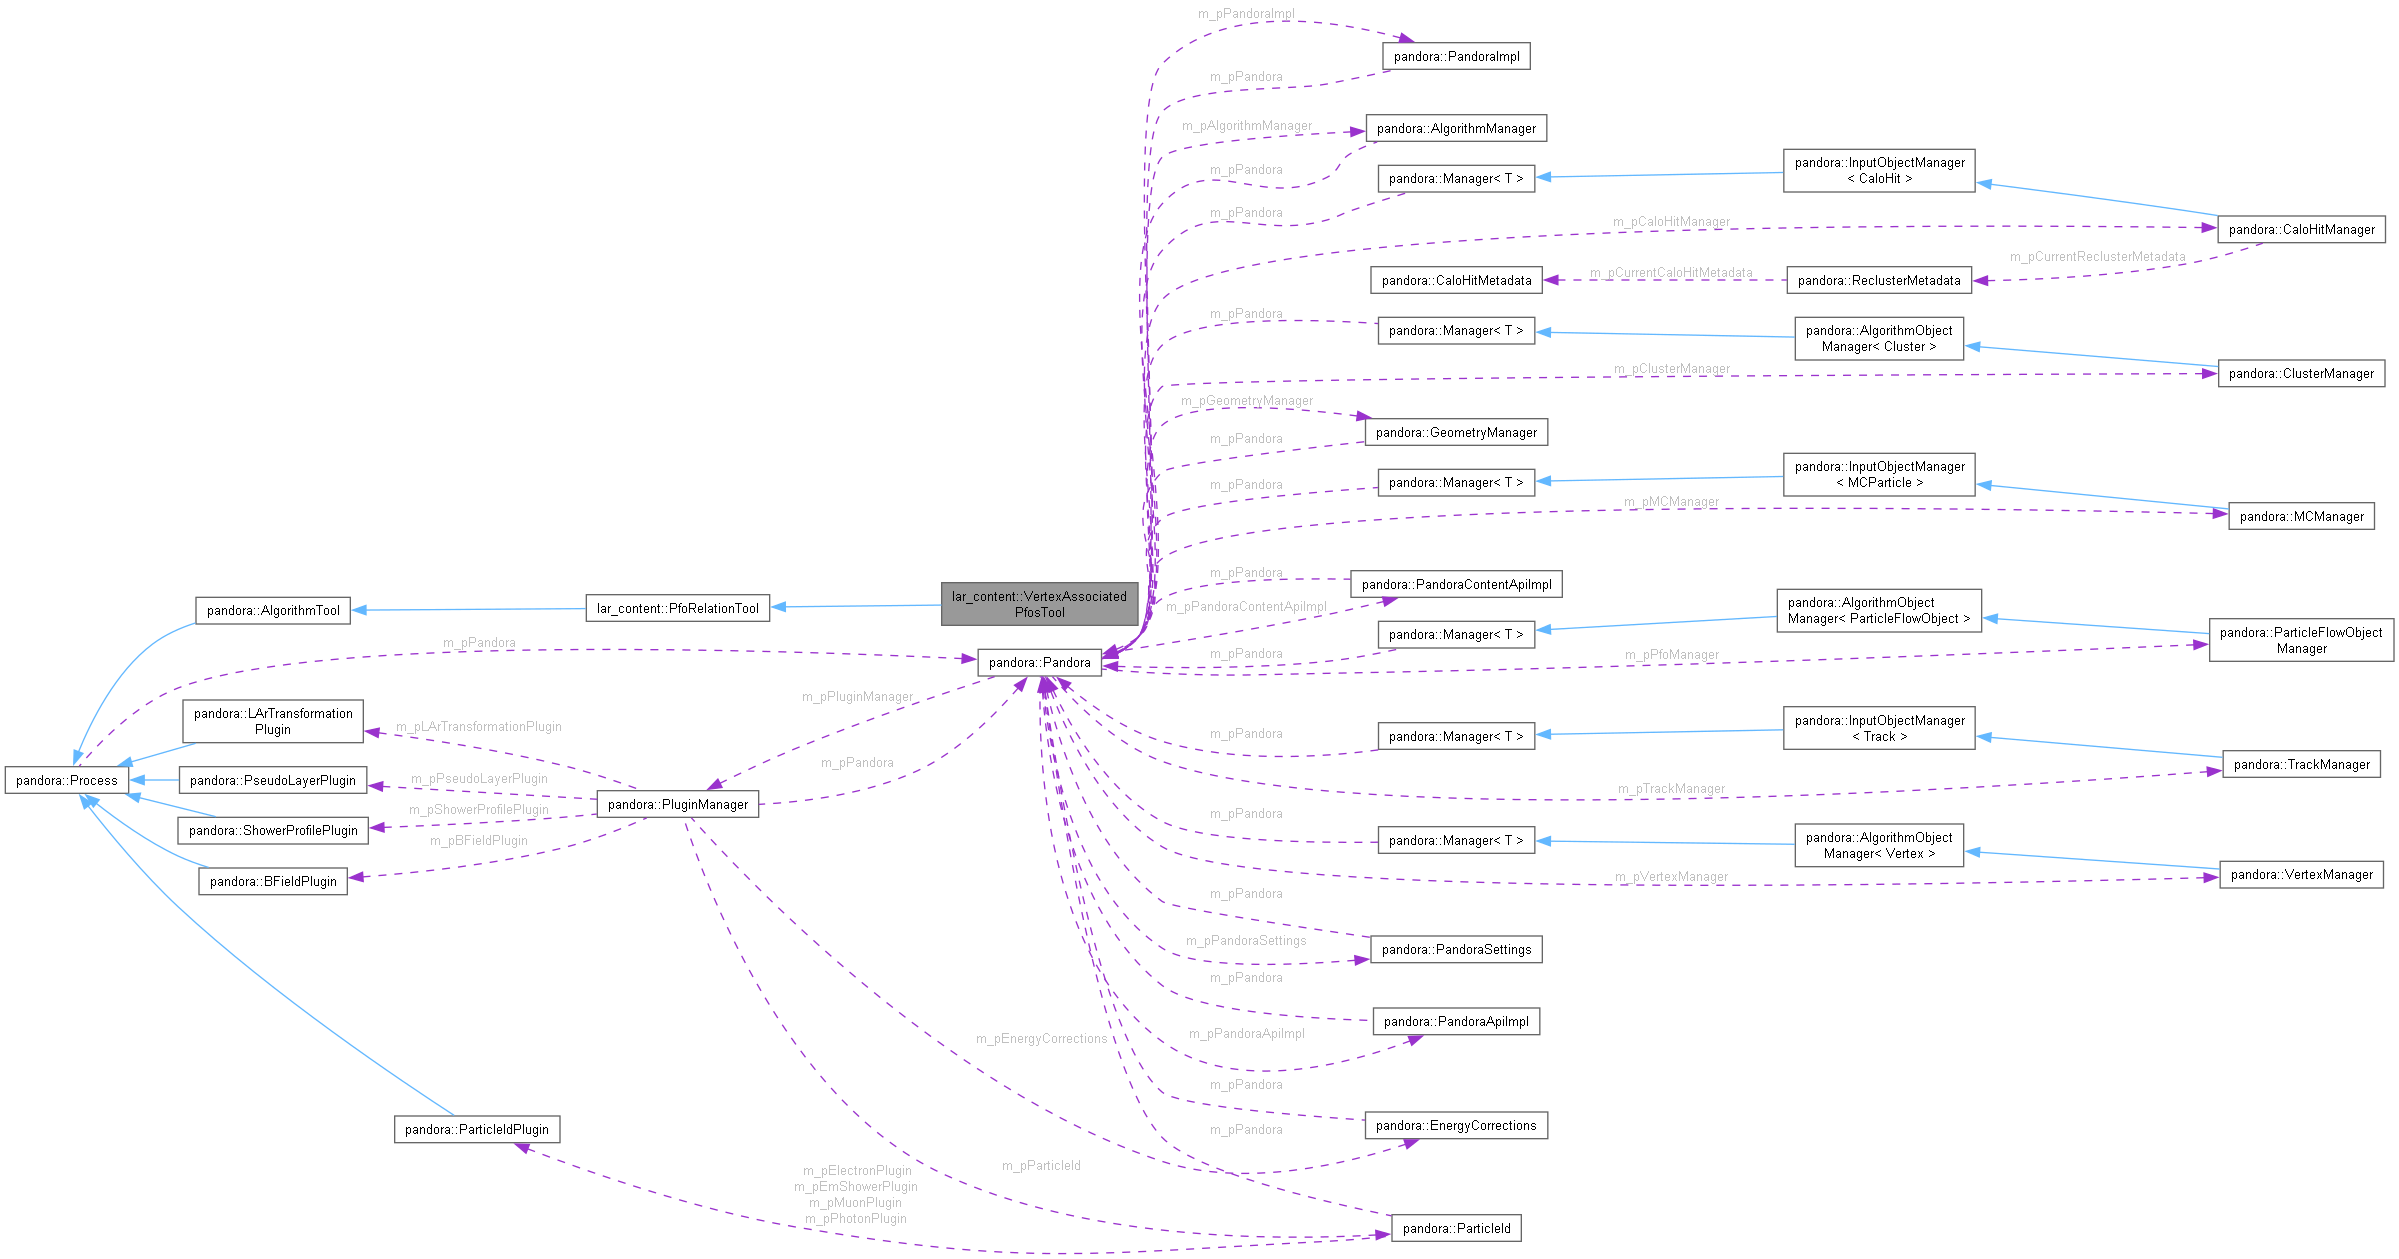 m_pPandoraImpl
pandora::PandoraImpl
m_pPandora
m_pAlgorithmManager
pandora::AlgorithmManager
m_pPandora
pandora::Manager< T >
pandora::InputObjectManager
< CaloHit >
m_pPandora
m_pCaloHitManager
pandora::CaloHitManager
m_pCurrentReclusterMetadata
pandora::CaloHitMetadata
m_pCurrentCaloHitMetadata
pandora::ReclusterMetadata
m_pPandora
pandora::Manager< T >
pandora::AlgorithmObject
Manager< Cluster >
m_pClusterManager
pandora::ClusterManager
m_pGeometryManager
pandora::GeometryManager
m_pPandora
pandora::Manager< T >
pandora::InputObjectManager
< MCParticle >
m_pPandora
m_pMCManager
pandora::MCManager
m_pPandora
pandora::PandoraContentApiImpl
m_pPandoraContentApiImpl
lar_content::VertexAssociated
PfosTool
lar_content::PfoRelationTool
pandora::AlgorithmTool
pandora::AlgorithmObject
Manager< ParticleFlowObject >
pandora::Manager< T >
pandora::ParticleFlowObject
Manager
m_pPandora
m_pPandora
m_pPfoManager
pandora::Pandora
m_pPluginManager
pandora::LArTransformation
Plugin
m_pLArTransformationPlugin
m_pPandora
pandora::Manager< T >
pandora::InputObjectManager
< Track >
pandora::TrackManager
m_pPandora
m_pTrackManager
pandora::Process
pandora::PseudoLayerPlugin
m_pPseudoLayerPlugin
pandora::PluginManager
m_pShowerProfilePlugin
pandora::ShowerProfilePlugin
m_pBFieldPlugin
pandora::BFieldPlugin
m_pPandora
pandora::Manager< T >
pandora::AlgorithmObject
Manager< Vertex >
m_pVertexManager
pandora::VertexManager
m_pPandora
m_pPandoraSettings
pandora::PandoraSettings
m_pPandora
pandora::PandoraApiImpl
m_pPandoraApiImpl
m_pEnergyCorrections
m_pPandora
pandora::EnergyCorrections
m_pPandora
pandora::ParticleIdPlugin
m_pParticleId
m_pElectronPlugin
m_pEmShowerPlugin
m_pMuonPlugin
m_pPhotonPlugin
pandora::ParticleId